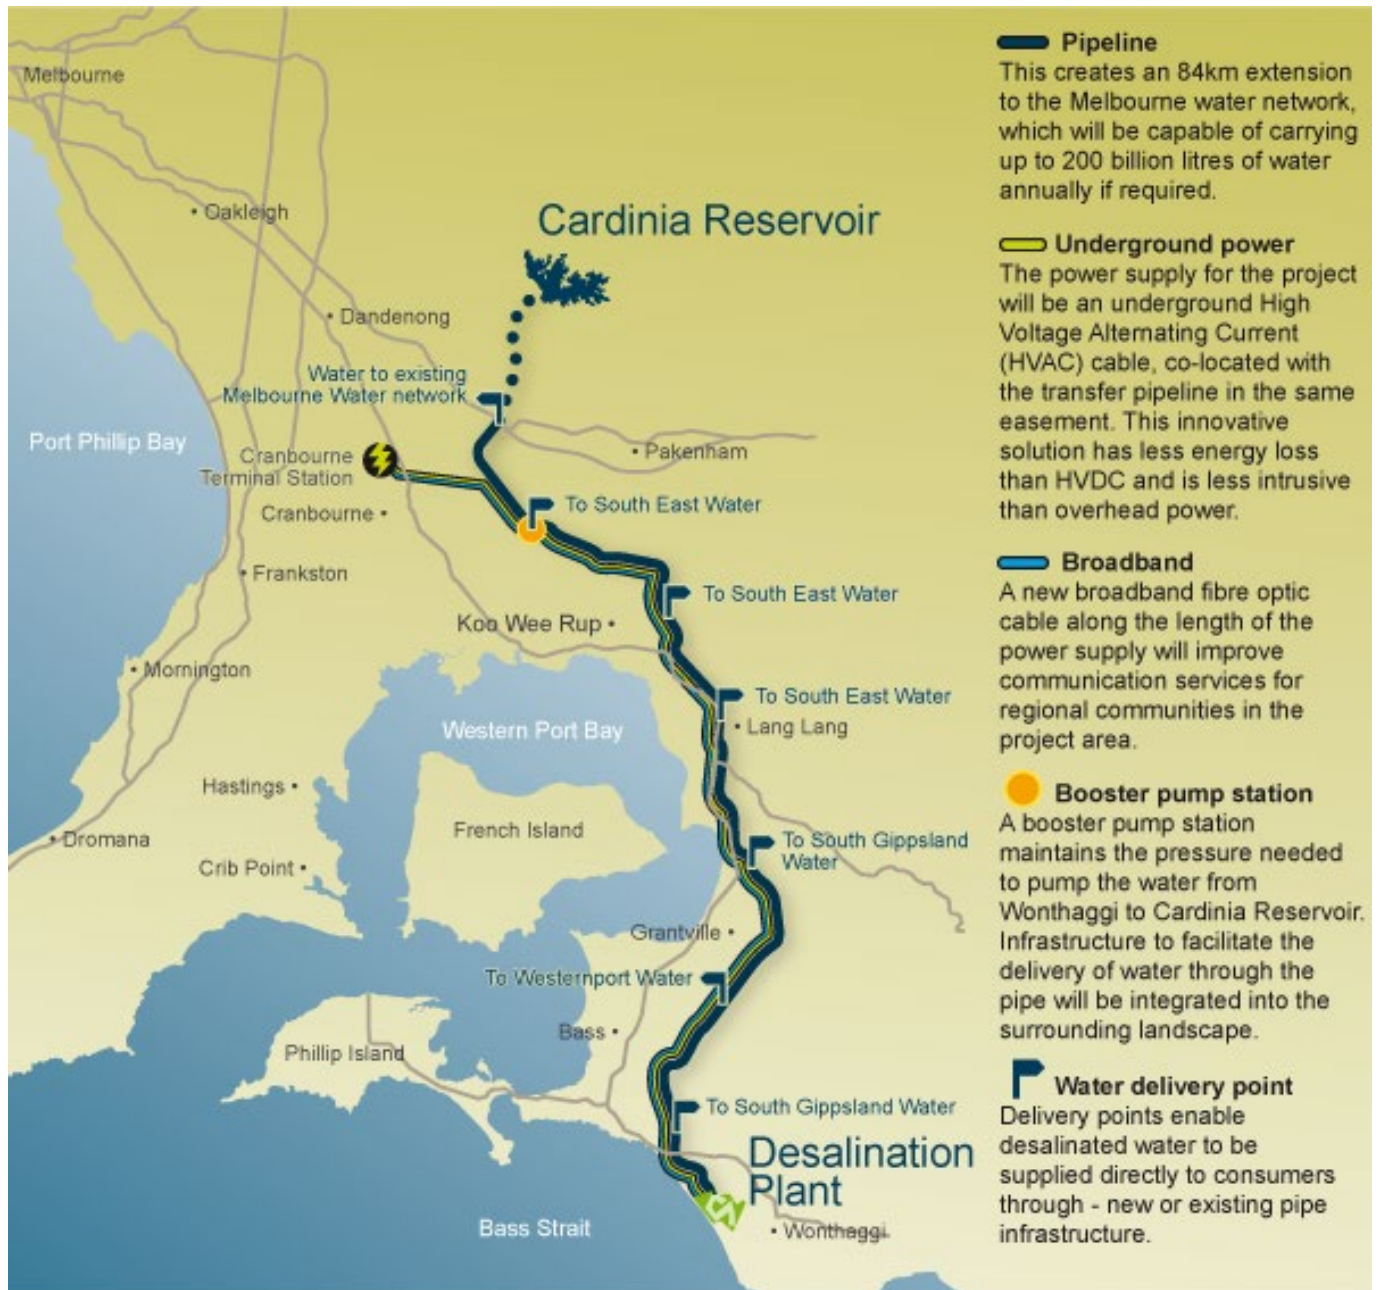 Melbourne
Oakleigh
Cardinia Reservoir
Dandenong
Water to existing
Melbourne Water network
Port Phillip Bay
Cranbourne
Terminal Station
Pakenham
To South East Water
Cranbourne
Frankston
To South East Water
Koo Wee Rup
Mornington
To South East Water
Western Port Bay
Lang Lang
Hastings
French Island
Dromana
To South Gippsland
Water
Crib Point
Grantville
To Westernport Water
Bass
Phillip Island
To South Gippsland Water
Desalination
Plant
Bass Strait
Wonthaggi
Pipeline
This creates an 84km extension
to the Melbourne water network,
which will be capable of carrying
up to 200 billion litres of water
annually if required.
Underground power
The power supply for the project
will be an underground High
Voltage Alternating Current
(HVAC) cable, co-located with
the transfer pipeline in the same
easement. This innovative
solution has less energy loss
than HVDC and is less intrusive
than overhead power.
Broadband
A new broadband fibre optic
cable along the length of the
power supply will improve
communication services for
regional communities in the
project area.
Booster pump station
A booster pump station
maintains the pressure needed
to pump the water from
Wonthaggi to Cardinia Reservoir.
Infrastructure to facilitate the
delivery of water through the
pipe will be integrated into the
surrounding landscape.
Water delivery point
Delivery points enable
desalinated water to be
supplied directly to consumers
through - new or existing pipe
infrastructure.